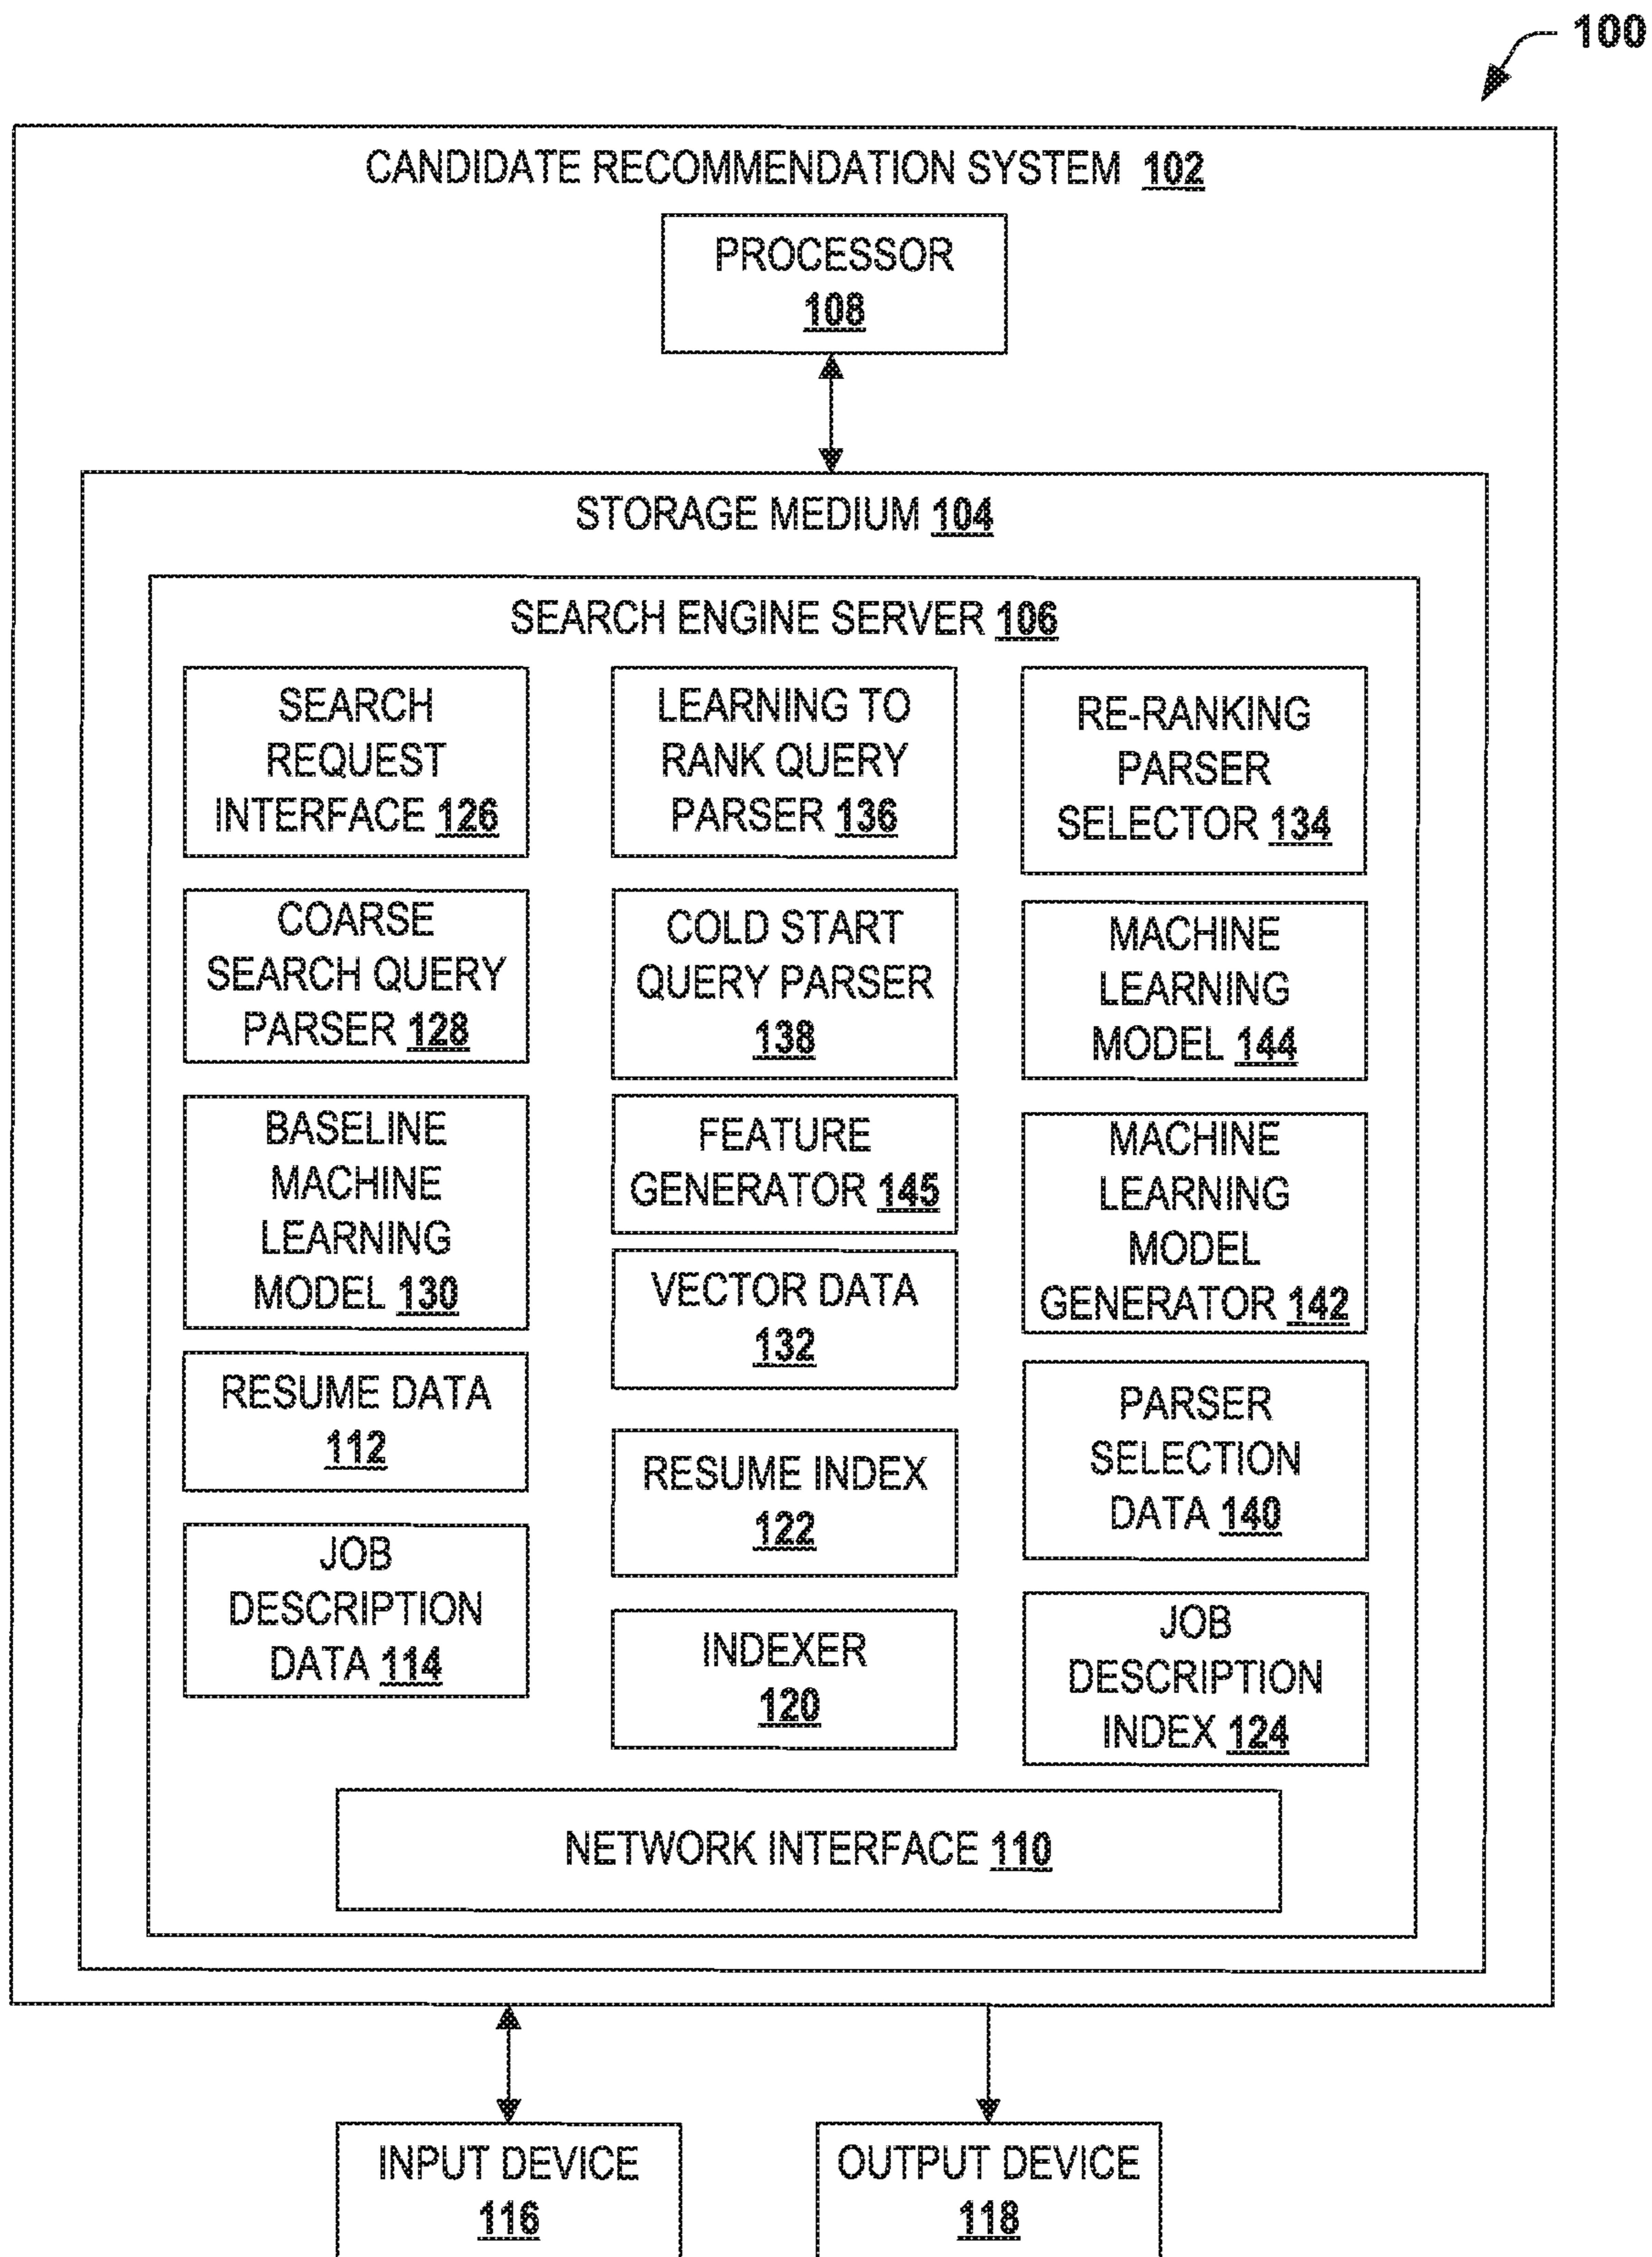 100
CANDIDATE RECOMMENDATION SYSTEM 102
PROCESSOR
108
STORAGE MEDIUM 104
SEARCH ENGINE SERVER 106
SEARCH
REQUEST
INTERFACE 126
LEARNING TO
RANK QUERY
PARSER 136
RE-RANKING
PARSER
SELECTOR 134
COARSE
SEARCH QUERY
PARSER 128
COLD START
QUERY PARSER
138
MACHINE
LEARNING
MODEL 144
BASELINE
MACHINE
LEARNING
MODEL 130
FEATURE
GENERATOR 145
MACHINE
LEARNING
MODEL
GENERATOR 142
VECTOR DATA
132
RESUME DATA
112
RESUME INDEX
122
PARSER
SELECTION
DATA 140
JOB
DESCRIPTION
DATA 114
INDEXER
120
JOB
DESCRIPTION
INDEX 124
NETWORK INTERFACE 110
INPUT DEVICE
116
OUTPUT DEVICE
118